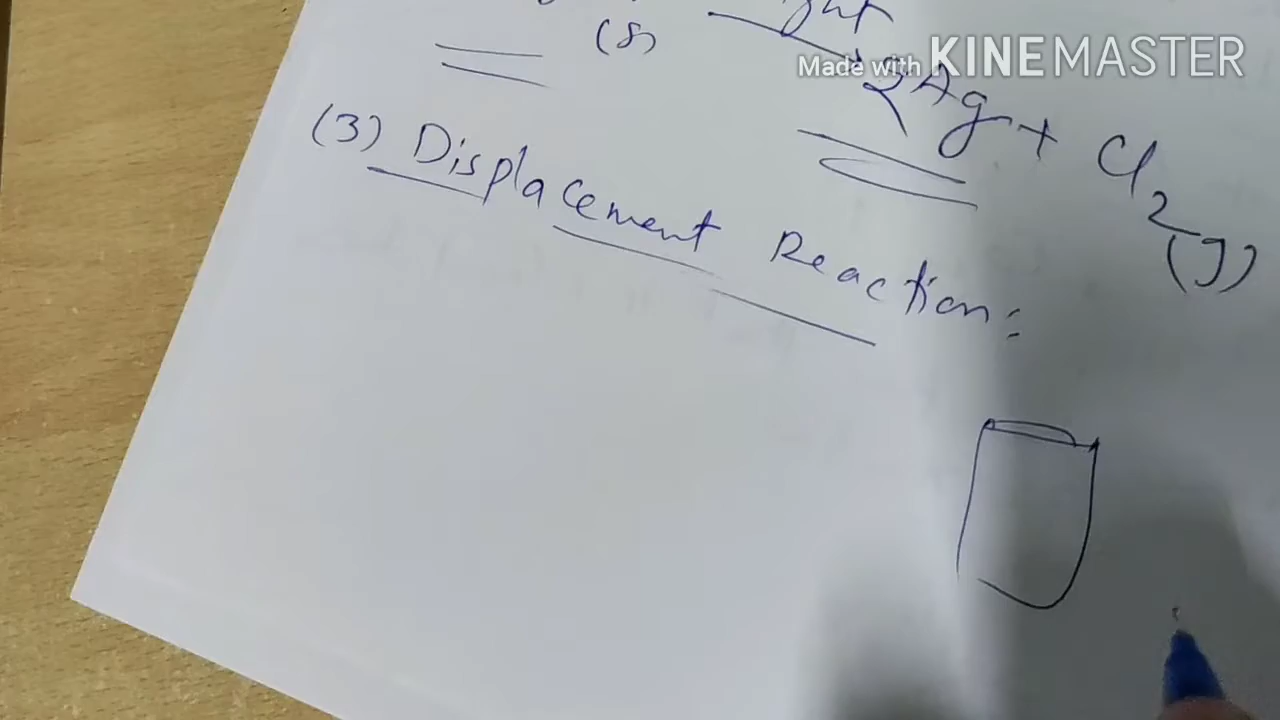 Made with KINEMASTER
(s)
2Ag + Cl2(g)
(3) Displacement Reaction: